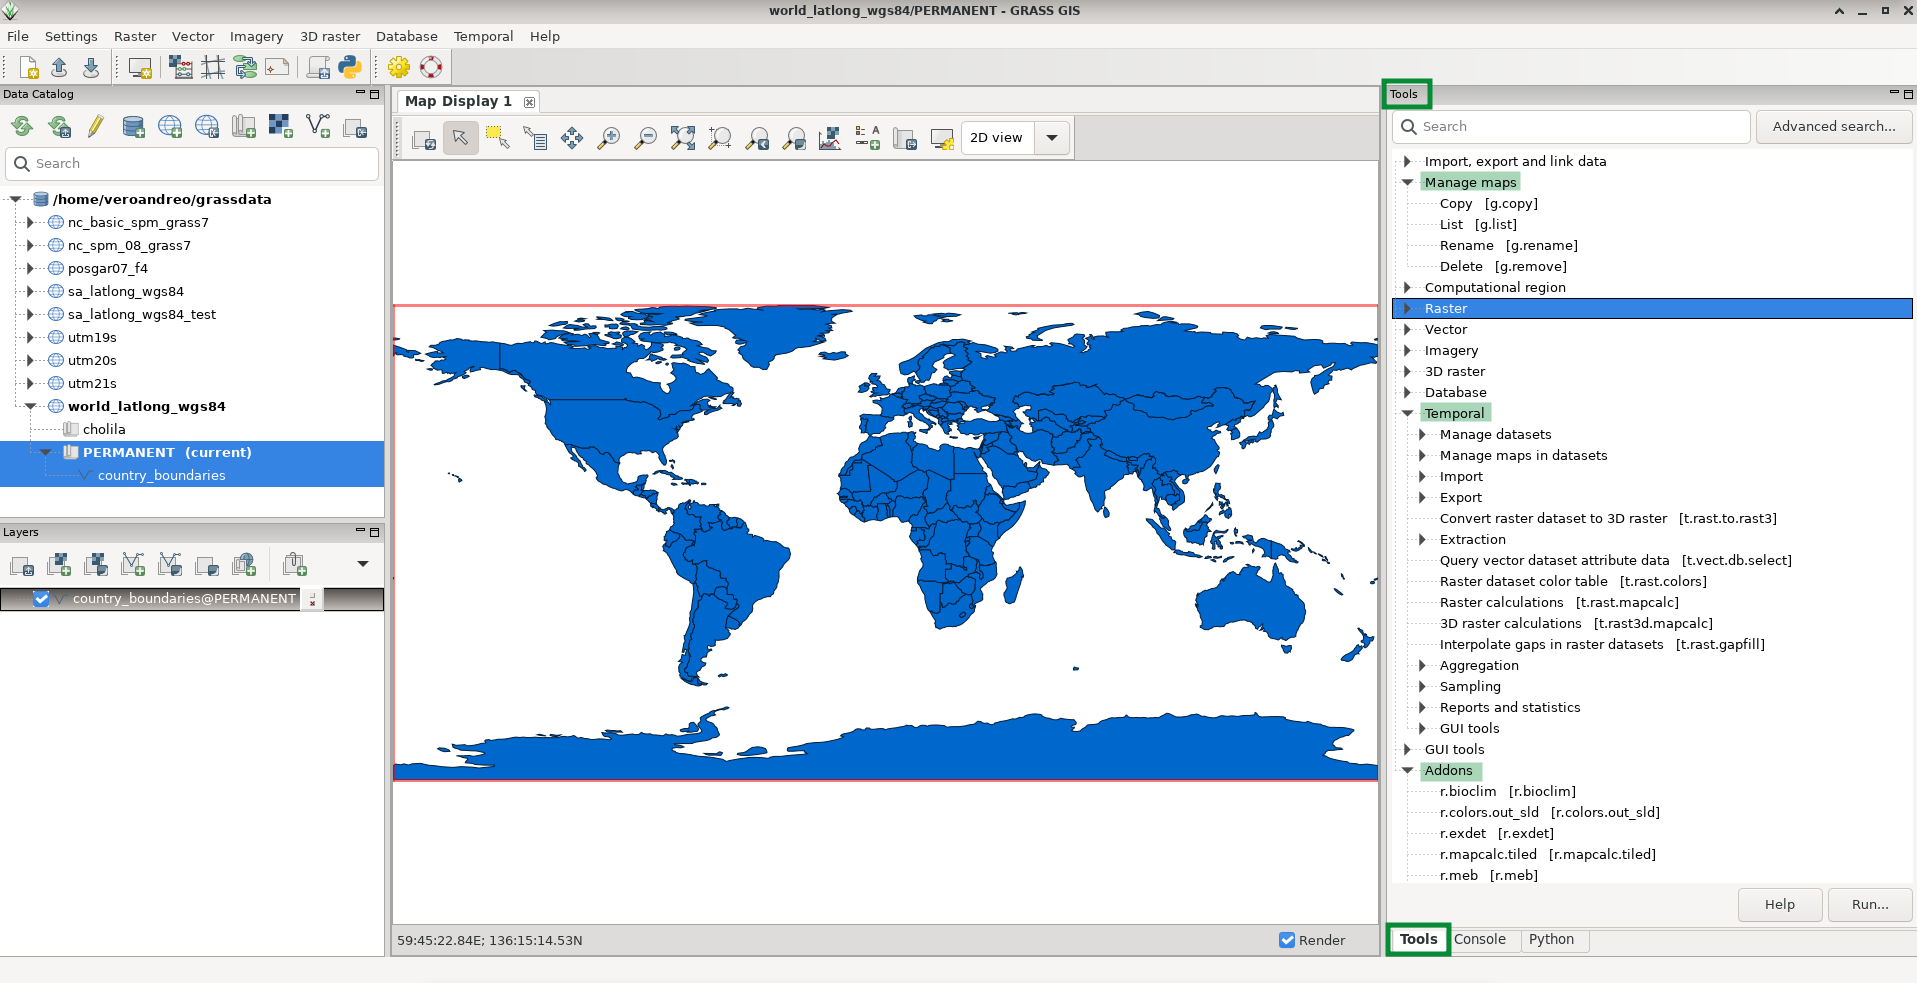 world_latlong_wgs84/PERMANENT - GRASS GIS
File Settings Raster Vector Imagery 3D raster Database Temporal Help
Data Catalog
Search
/home/veroandreo/grassdata
nc_basic_spm_grass7
nc_spm_08_grass7
posgar07_f4
sa_latlong_wgs84
sa_latlong_wgs84_test
utm19s
utm20s
utm21s
world_latlong_wgs84
cholila
PERMANENT (current)
country_boundaries
Layers
country_boundaries@PERMANENT
Map Display 1
2D view
59:45:22.84E; 136:15:14.53N
Render
Tools
Search
Advanced search...
Import, export and link data
Manage maps
Copy [g.copy]
List [g.list]
Rename [g.rename]
Delete [g.remove]
Computational region
Raster
Vector
Imagery
3D raster
Database
Temporal
Manage datasets
Manage maps in datasets
Import
Export
Convert raster dataset to 3D raster [t.rast.to.rast3]
Extraction
Query vector dataset attribute data [t.vect.db.select]
Raster dataset color table [t.rast.colors]
Raster calculations [t.rast.mapcalc]
3D raster calculations [t.rast3d.mapcalc]
Interpolate gaps in raster datasets [t.rast.gapfill]
Aggregation
Sampling
Reports and statistics
GUI tools
GUI tools
Addons
r.bioclim [r.bioclim]
r.colors.out_sld [r.colors.out_sld]
r.exdet [r.exdet]
r.mapcalc.tiled [r.mapcalc.tiled]
r.meb [r.meb]
Help Run...
Tools Console Python